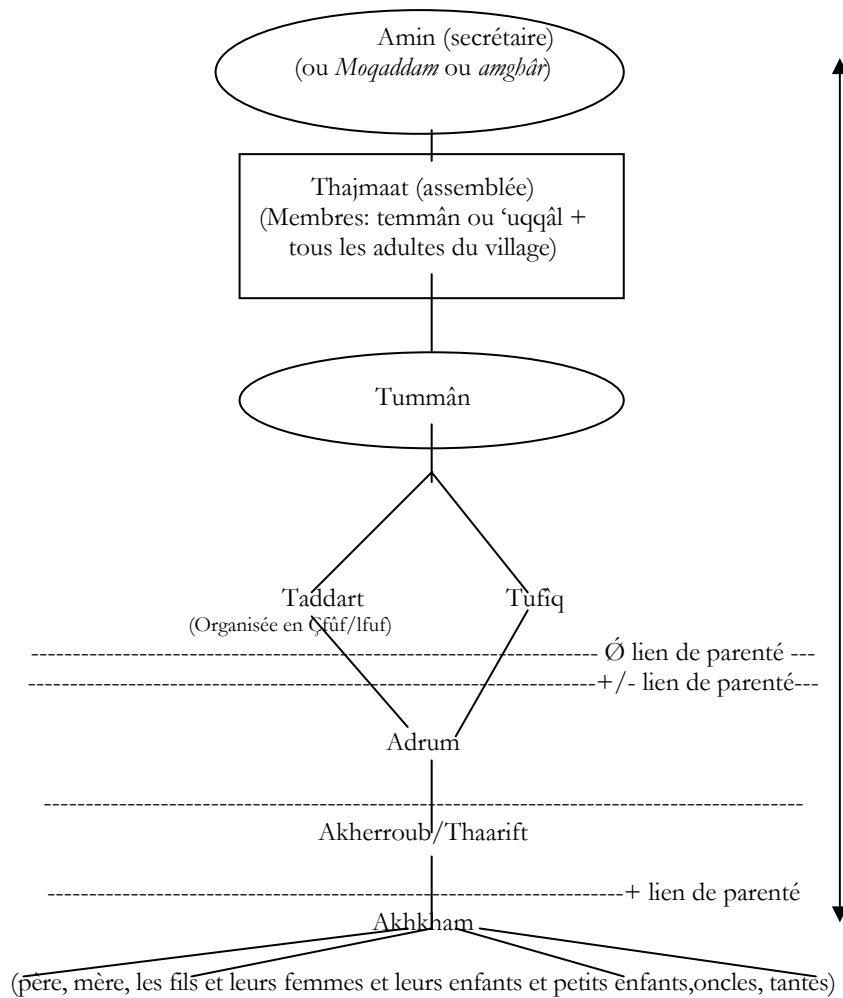 Amin (secrétaire)
(ou Moqaddam ou amghâr)
Thajmaat (assemblée)
(Membres: temmân ou ‘uqqâl +
tous les adultes du village)
Tummân
Taddart Tufîq
(Organisée en Çfûf/lfuf)
Ǿ lien de parenté
+/- lien de parenté
Adrum
Akherroub/Thaarift
+ lien de parenté
Akhkham
(père, mère, les fils et leurs femmes et leurs enfants et petits enfants,oncles, tantes)